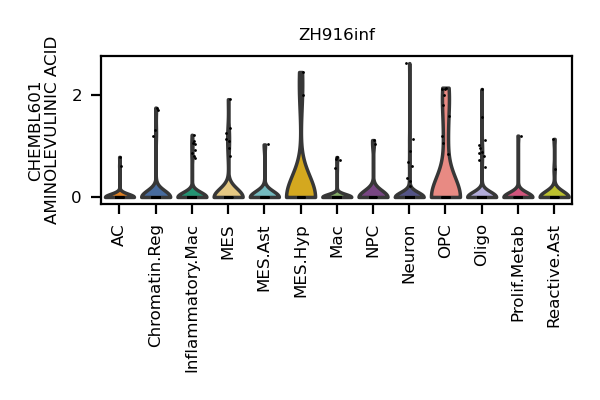 ZH916inf
CHEMBL601
AMINOLEVULINIC ACID
2
0
AC
Chromatin.Reg
Inflammatory.Mac
MES
MES.Ast
MES.Hyp
Mac
NPC
Neuron
OPC
Oligo
Prolif.Metab
Reactive.Ast